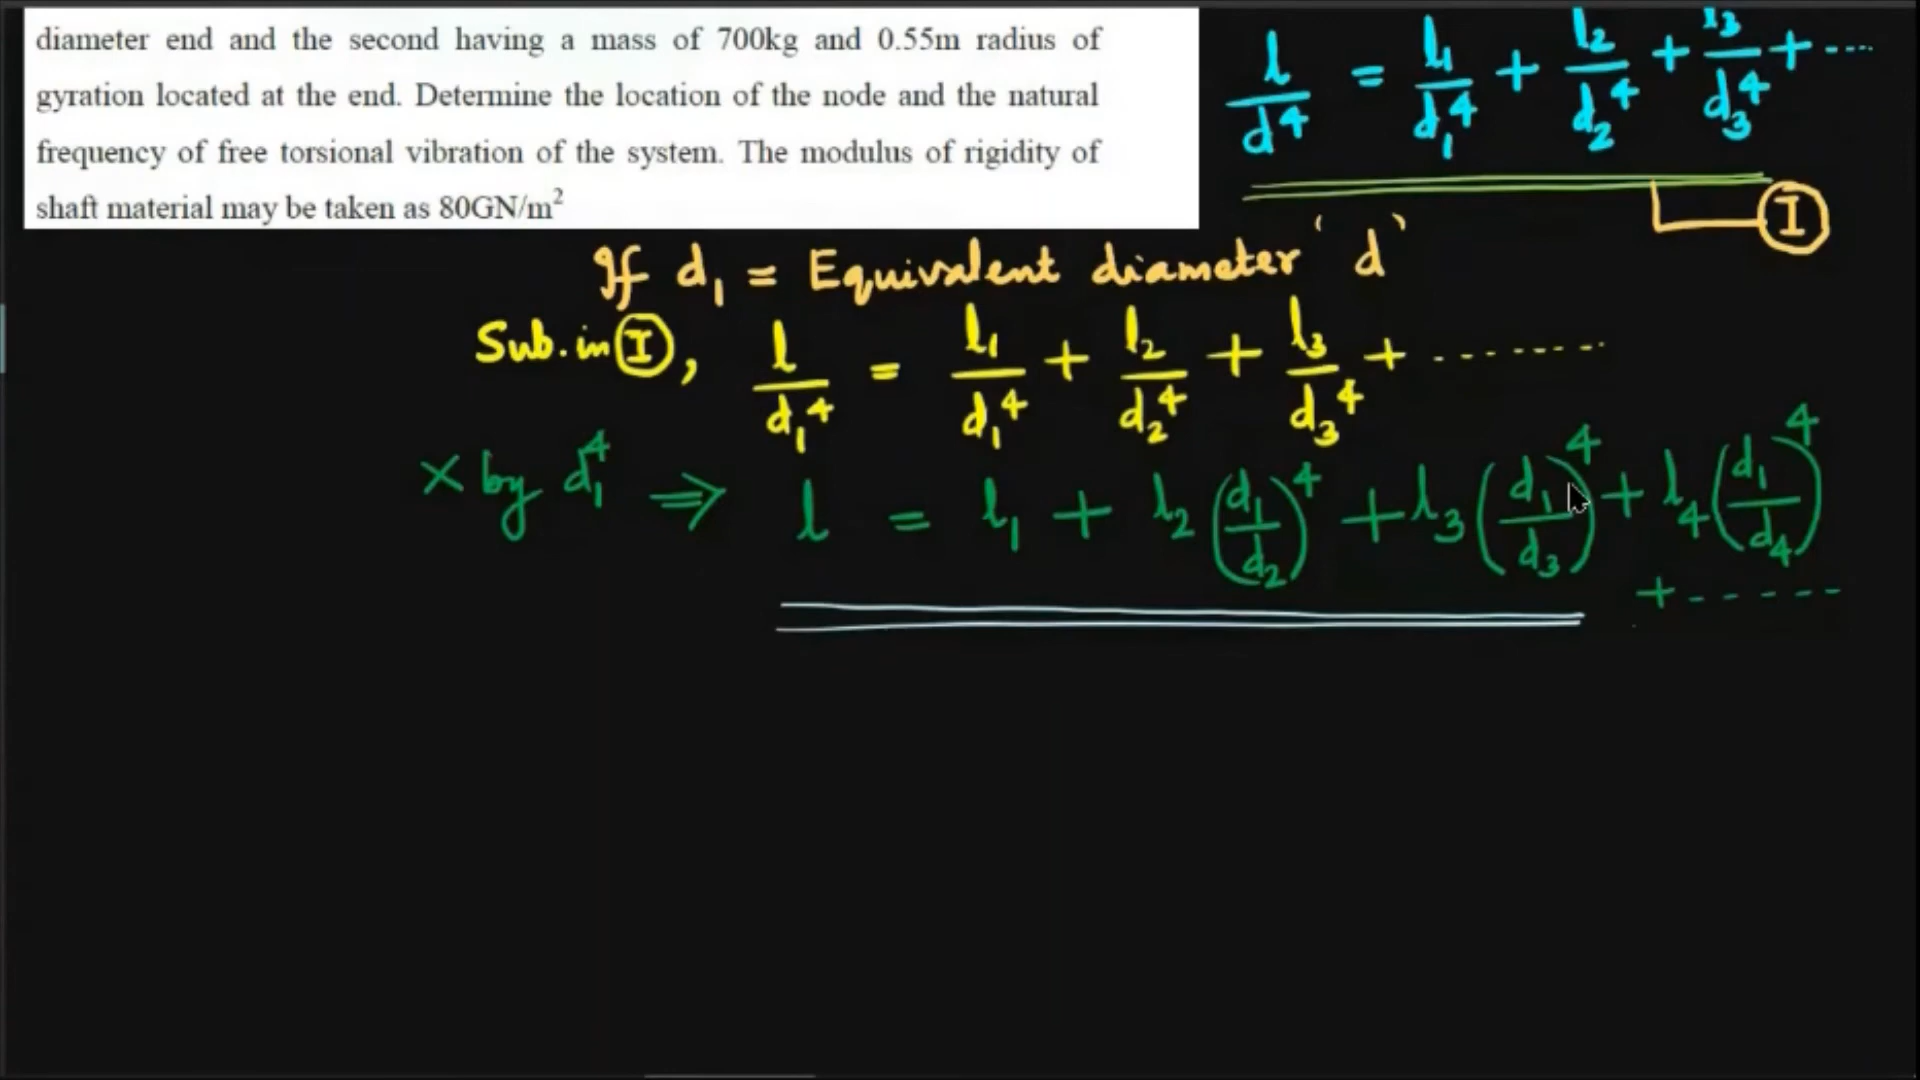 diameter end and the second having a mass of 700kg and 0.55m radius of
gyration located at the end. Determine the location of the node and the natural
frequency of free torsional vibration of the system. The modulus of rigidity of
shaft material may be taken as 80GN/m²
l/d⁴ = l₁/d₁⁴ + l₂/d₂⁴ + l₃/d₃⁴ + ....
I
If d₁ = Equivalent diameter 'd'
Sub. in I, l/d₁⁴ = l₁/d₁⁴ + l₂/d₂⁴ + l₃/d₃⁴ + ........
x by d₁⁴ ⇒ l = l₁ + l₂(d₁/d₂)⁴ + l₃(d₁/d₃)⁴ + l₄(d₁/d₄)⁴
+ -----